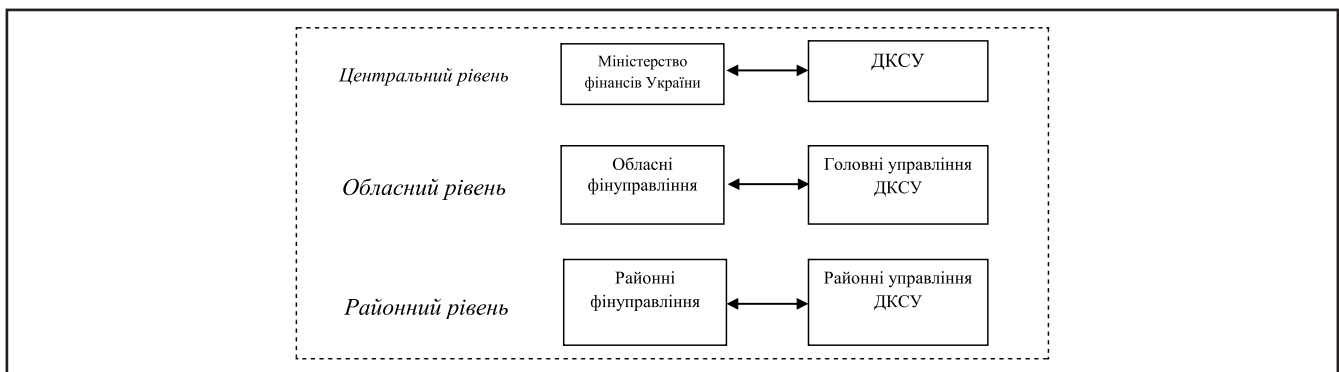 Центральний рівень
Міністерство
фінансів України
ДКСУ
Обласний рівень
Обласні
фінуправління
Головні управління
ДКСУ
Районний рівень
Районні
фінуправління
Районні управління
ДКСУ